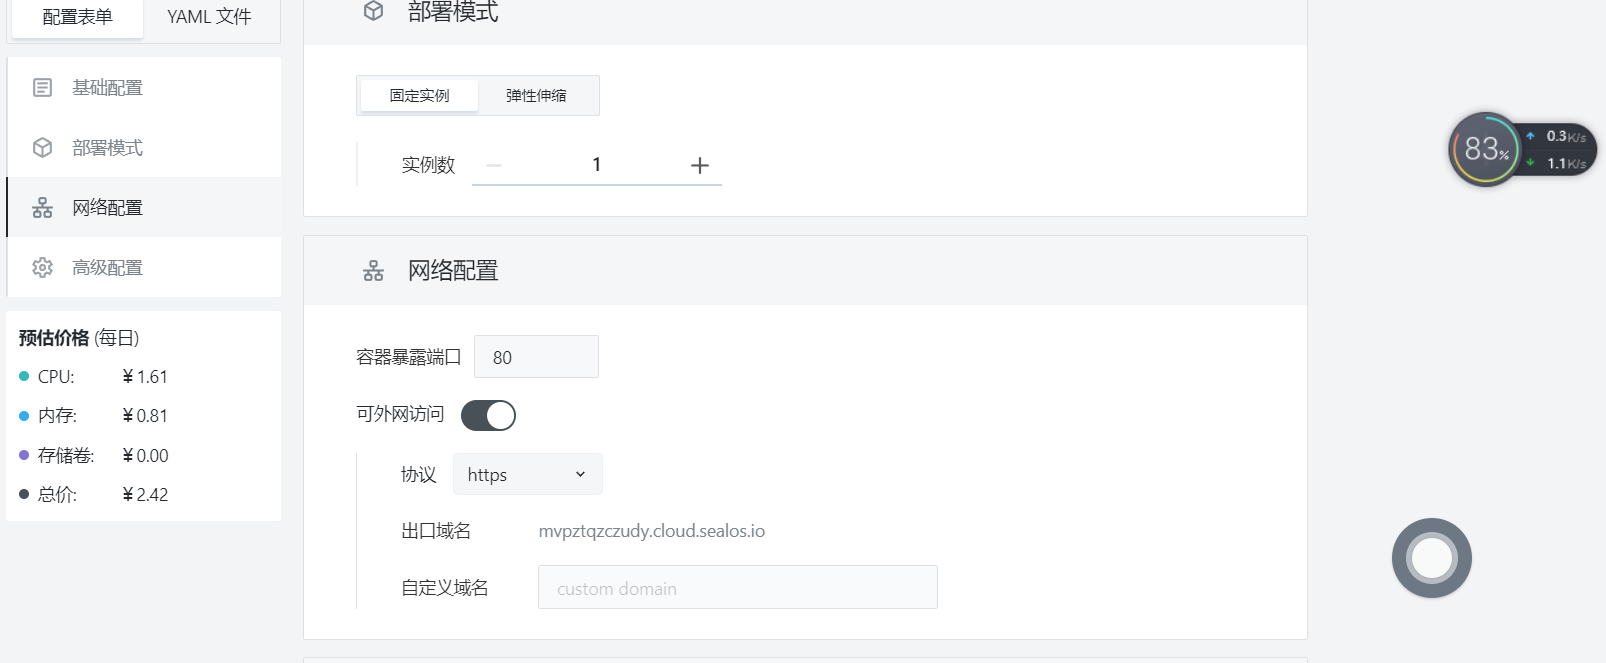 配置表单
YAML 文件
基础配置
部署模式
网络配置
高级配置
预估价格 (每日)
CPU: ¥ 1.61
内存: ¥ 0.81
存储卷: ¥ 0.00
总价: ¥ 2.42
部署模式
固定实例
弹性伸缩
实例数 1
网络配置
容器暴露端口 80
可外网访问
协议 https
出口域名 mvpztqzczudy.cloud.sealos.io
自定义域名 custom domain
83%
0.3K/s
1.1K/s